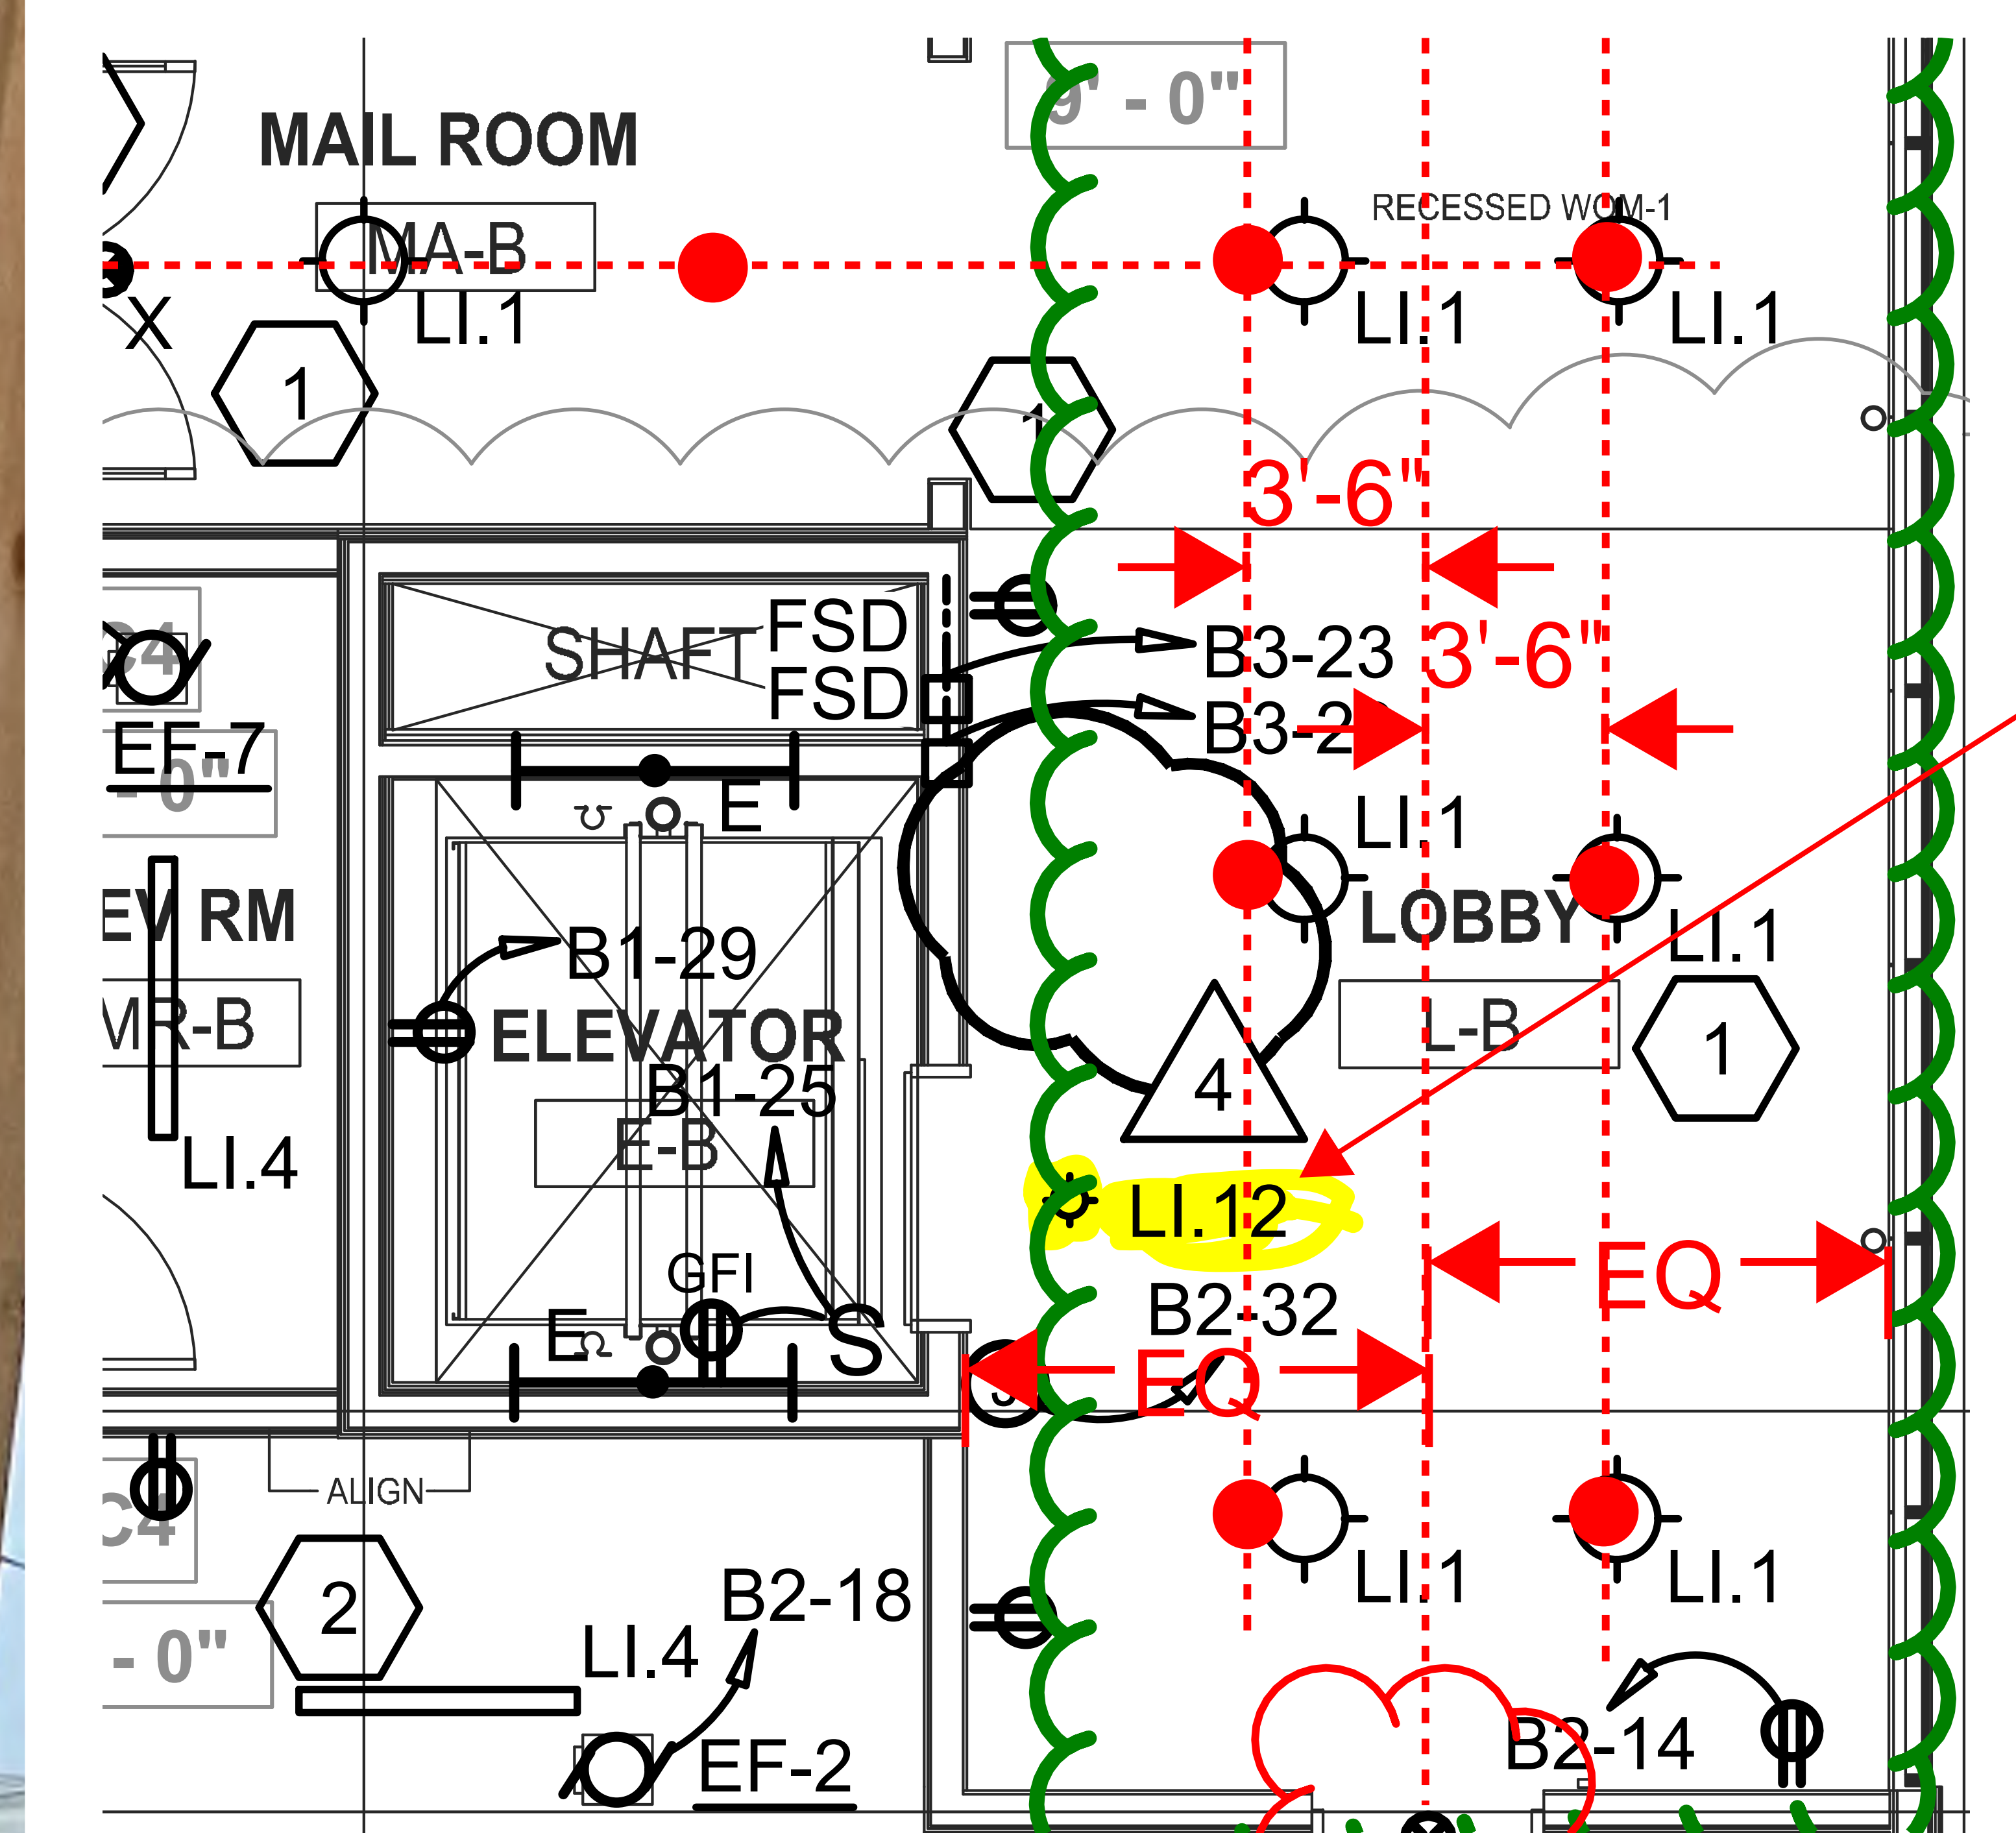 9' - 0"
MAIL ROOM
RECESSED WOM-1
MA-B
LI.1
LI.1
LI.1
X
1
1
3'-6"
FSD
SHAFT
B3-23
3'-6"
C4
FSD
EF-7
- 0"
E
LI.1
EV RM
B1-29
LOBBY
LI.1
MR-B
ELEVATOR
L-B
1
B1-25
4
E-B
LI.4
LI.12
GFI
EQ
E
S
B2-32
EQ
ALIGN
C4
LI.1
LI.1
2
B2-18
- 0"
LI.4
B2-14
EF-2